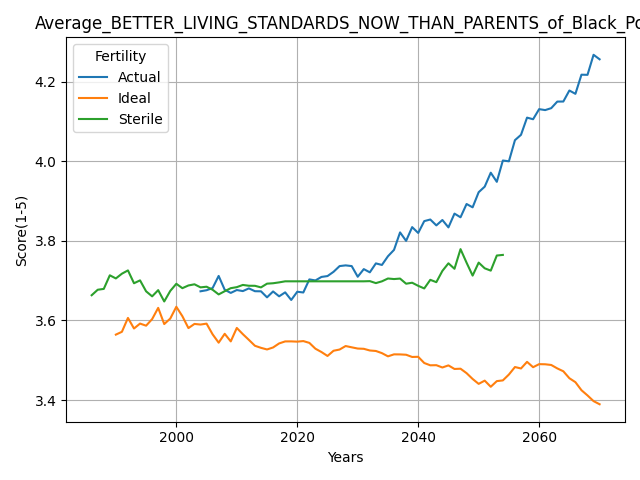 Average_BETTER_LIVING_STANDARDS_NOW_THAN_PARENTS_of_Black_Po
Fertility
Actual
Ideal
Sterile
4.2
4.0
3.8
3.6
3.4
Score(1-5)
2000 2020 2040 2060
Years